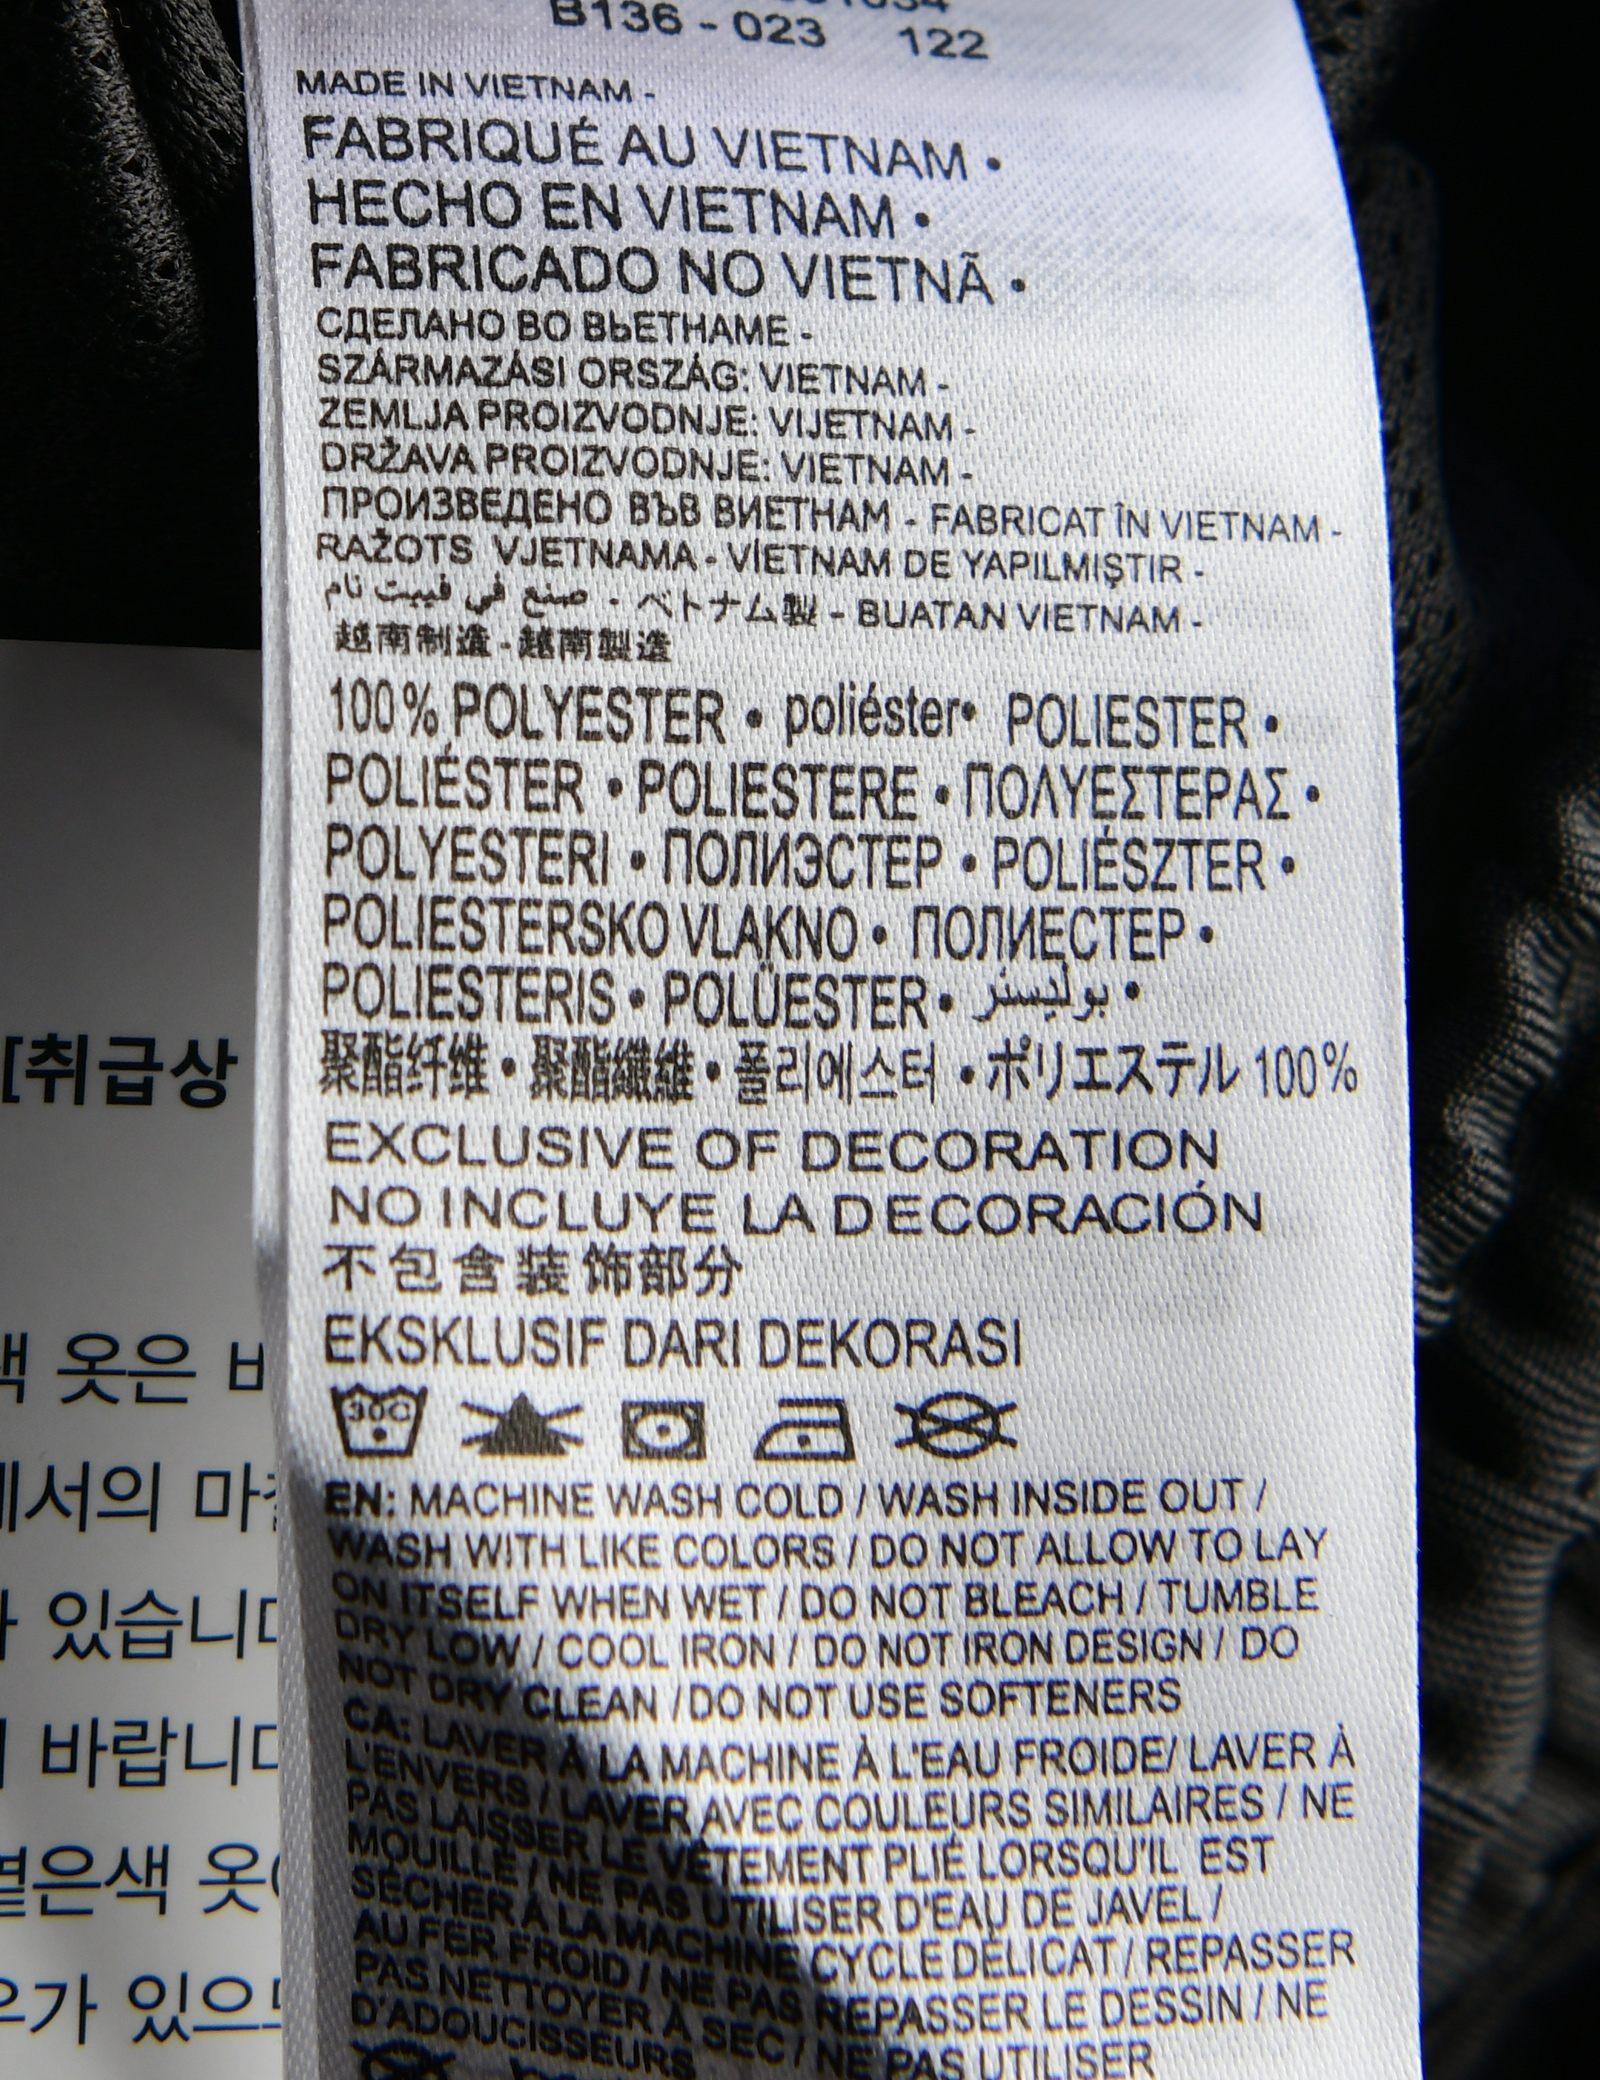 B136 - 023 122
MADE IN VIETNAM -
FABRIQUÉ AU VIETNAM •
HECHO EN VIETNAM •
FABRICADO NO VIETNÃ •
СДЕЛАНО ВО ВЬЕТНАМЕ -
SZÁRMAZÁSI ORSZÁG: VIETNAM -
ZEMLJA PROIZVODNJE: VIJETNAM -
DRŽAVA PROIZVODNJE: VIETNAM -
ПРОИЗВЕДЕНО ВЪВ ВИЕТНАМ - FABRICAT ÎN VIETNAM -
RAŽOTS VJETNAMA - VİETNAM DE YAPILMIŞTIR -
صنع في فييت نام - ベトナム製 - BUATAN VIETNAM -
越南制造 - 越南製造
100% POLYESTER • poliéster• POLIESTER •
POLIÉSTER • POLIESTERE • ΠΟΛΥΕΣΤΕΡΑΣ •
POLYESTERI • ПОЛИЭСТЕР • POLIÉSZTER •
POLIESTERSKO VLAKNO • ПОЛИЕСТЕР •
POLIESTERIS • POLÜESTER • بوليستر •
聚酯纤维 • 聚酯纖維 • 폴리에스터 • ポリエステル 100%
EXCLUSIVE OF DECORATION
NO INCLUYE LA DECORACIÓN
不包含装饰部分
EKSKLUSIF DARI DEKORASI
30C
EN: MACHINE WASH COLD / WASH INSIDE OUT /
WASH WITH LIKE COLORS / DO NOT ALLOW TO LAY
ON ITSELF WHEN WET / DO NOT BLEACH / TUMBLE
DRY LOW / COOL IRON / DO NOT IRON DESIGN / DO
NOT DRY CLEAN / DO NOT USE SOFTENERS
CA: LAVER À LA MACHINE À L'EAU FROIDE/ LAVER À
L'ENVERS / LAVER AVEC COULEURS SIMILAIRES / NE
PAS LAISSER LE VÊTEMENT PLIÉ LORSQU'IL EST
MOUILLÉ / NE PAS UTILISER D'EAU DE JAVEL /
SÉCHER À LA MACHINE CYCLE DÉLICAT / REPASSER
AU FER FROID / NE PAS REPASSER LE DESSIN / NE
PAS NETTOYER À SEC / NE PAS UTILISER
D'ADOUCISSEURS
[취급상
옷은
에서의
있습니다
바랍니다
옅은색
있으